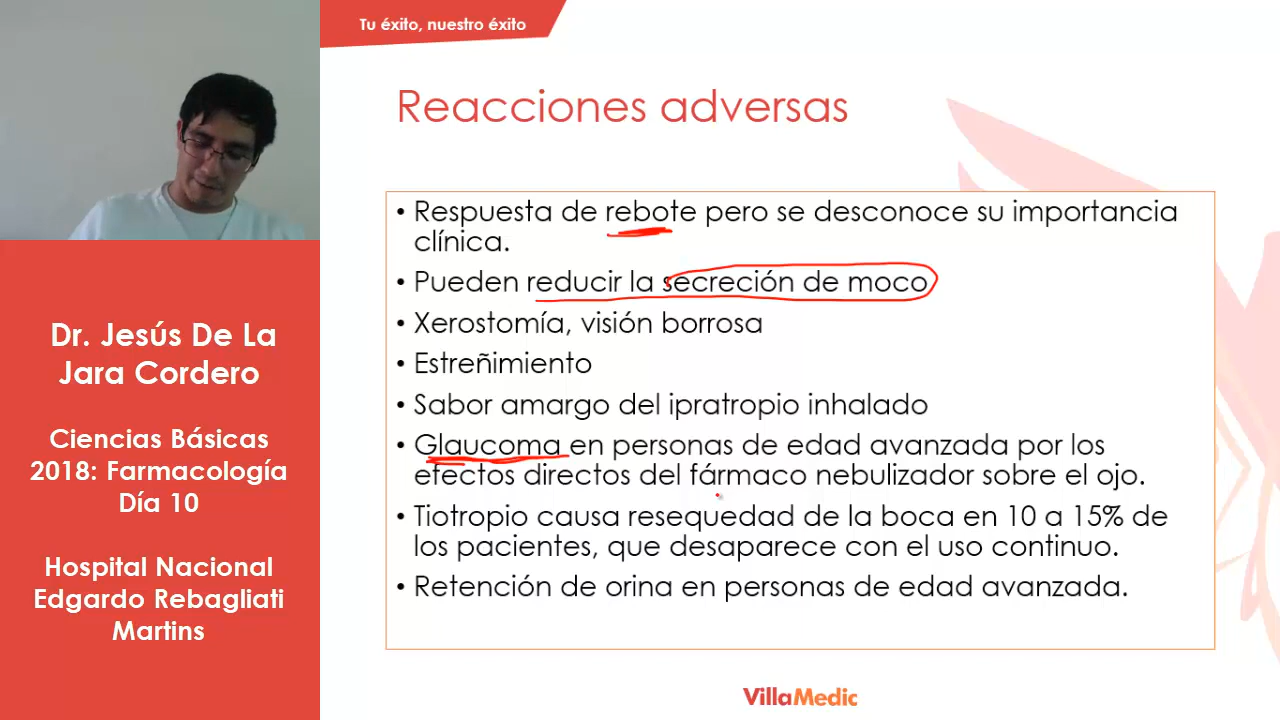 Tu éxito, nuestro éxito
Reacciones adversas
• Respuesta de rebote pero se desconoce su importancia
clínica.
• Pueden reducir la secreción de moco
• Xerostomía, visión borrosa
• Estreñimiento
• Sabor amargo del ipratropio inhalado
• Glaucoma en personas de edad avanzada por los
efectos directos del fármaco nebulizador sobre el ojo.
• Tiotropio causa resequedad de la boca en 10 a 15% de
los pacientes, que desaparece con el uso continuo.
• Retención de orina en personas de edad avanzada.
Dr. Jesús De La
Jara Cordero
Ciencias Básicas
2018: Farmacología
Día 10
Hospital Nacional
Edgardo Rebagliati
Martins
VillaMedic